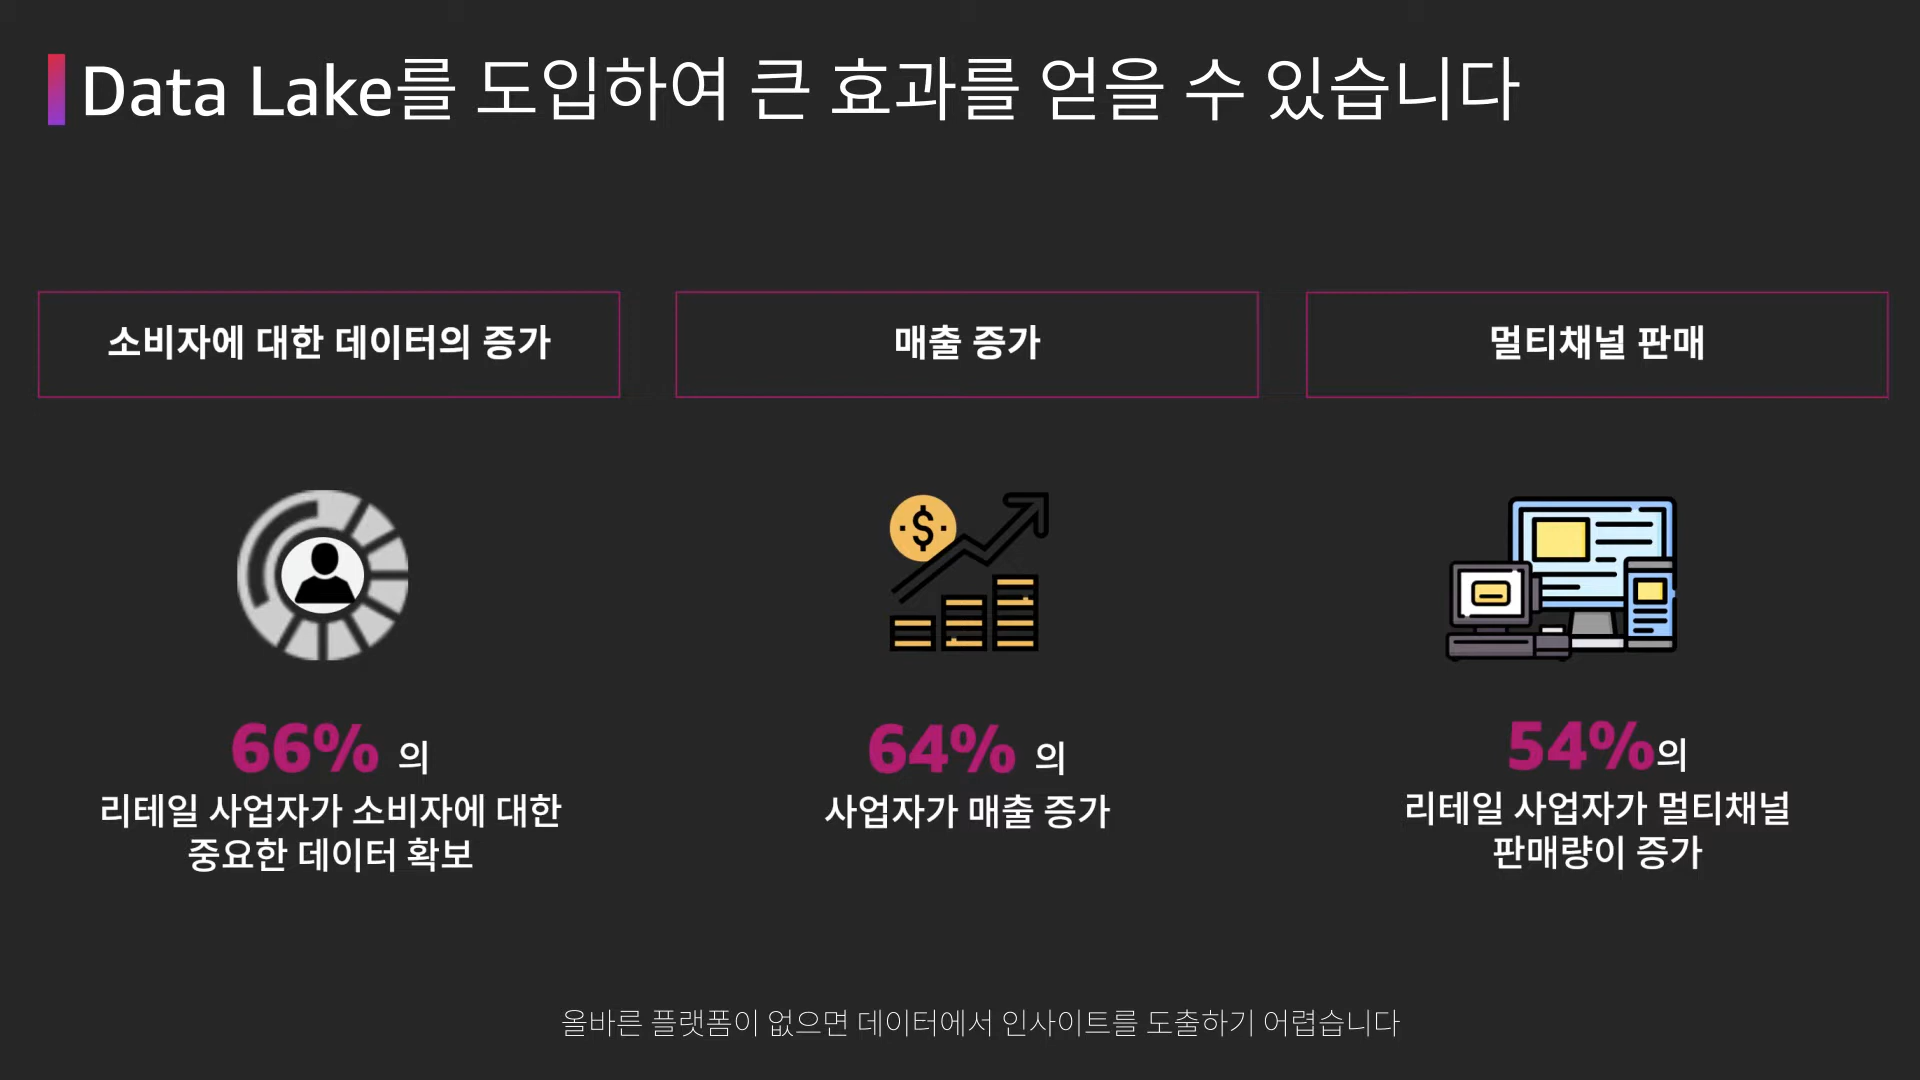 Data Lake를 도입하여 큰 효과를 얻을 수 있습니다
소비자에 대한 데이터의 증가
매출 증가
멀티채널 판매
$
66% 의
리테일 사업자가 소비자에 대한
중요한 데이터 확보
64% 의
사업자가 매출 증가
54%의
리테일 사업자가 멀티채널
판매량이 증가
올바른 플랫폼이 없으면 데이터에서 인사이트를 도출하기 어렵습니다